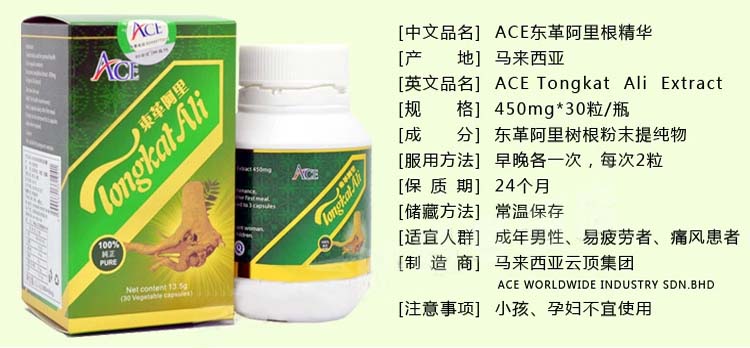 ACE
ACE
東革阿里
Tongkat Ali
100%
純正
PURE
Net content 13.5g
(30 Vegetable capsules)
Extract 450mg
ACE
東革阿里
Tongkat Ali
100%
[中文品名] ACE东革阿里根精华
[产 地] 马来西亚
[英文品名] ACE Tongkat Ali Extract
[规 格] 450mg*30粒/瓶
[成 分] 东革阿里树根粉末提纯物
[服用方法] 早晚各一次，每次2粒
[保 质 期] 24个月
[储藏方法] 常温保存
[适宜人群] 成年男性、易疲劳者、痛风患者
[制 造 商] 马来西亚云顶集团
ACE WORLDWIDE INDUSTRY SDN.BHD
[注意事项] 小孩、孕妇不宜使用